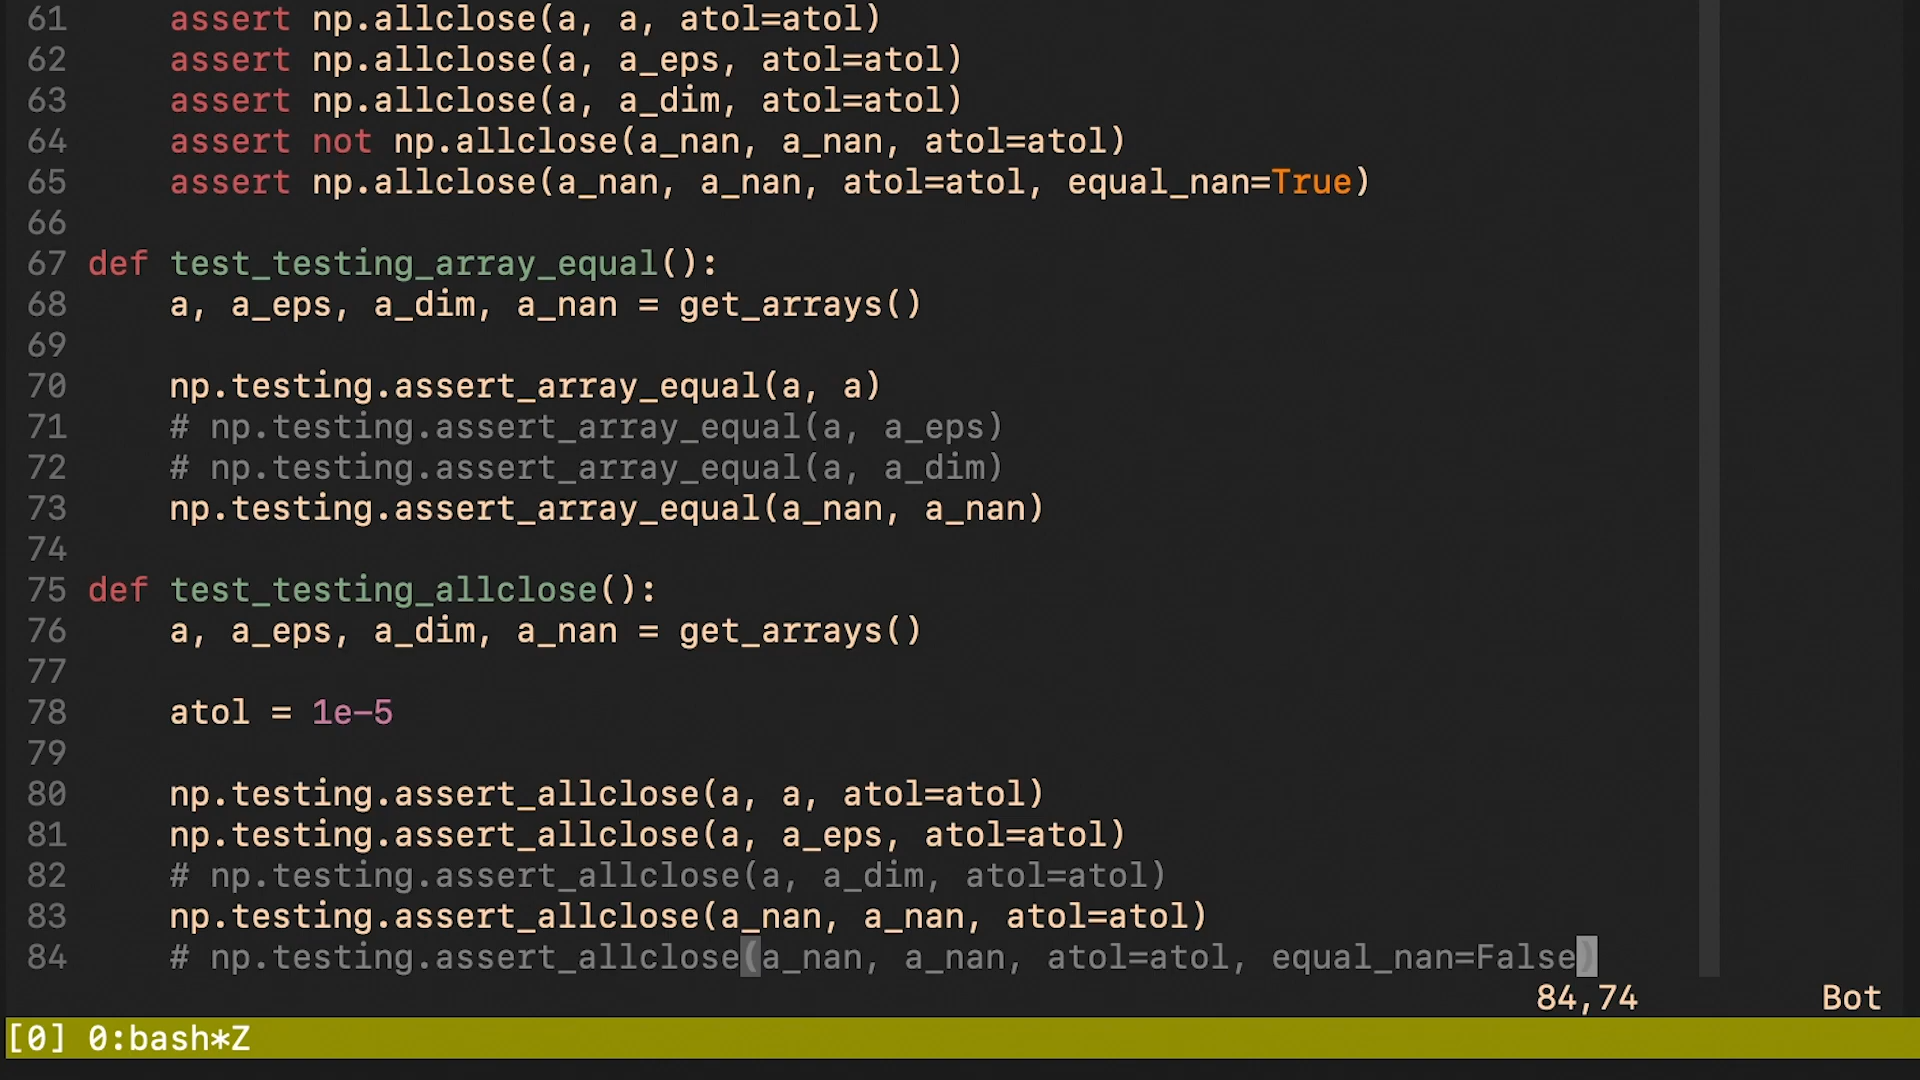 61     assert np.allclose(a, a, atol=atol)
62     assert np.allclose(a, a_eps, atol=atol)
63     assert np.allclose(a, a_dim, atol=atol)
64     assert not np.allclose(a_nan, a_nan, atol=atol)
65     assert np.allclose(a_nan, a_nan, atol=atol, equal_nan=True)
66
67 def test_testing_array_equal():
68     a, a_eps, a_dim, a_nan = get_arrays()
69
70     np.testing.assert_array_equal(a, a)
71     # np.testing.assert_array_equal(a, a_eps)
72     # np.testing.assert_array_equal(a, a_dim)
73     np.testing.assert_array_equal(a_nan, a_nan)
74
75 def test_testing_allclose():
76     a, a_eps, a_dim, a_nan = get_arrays()
77
78     atol = 1e-5
79
80     np.testing.assert_allclose(a, a, atol=atol)
81     np.testing.assert_allclose(a, a_eps, atol=atol)
82     # np.testing.assert_allclose(a, a_dim, atol=atol)
83     np.testing.assert_allclose(a_nan, a_nan, atol=atol)
84     # np.testing.assert_allclose(a_nan, a_nan, atol=atol, equal_nan=False)
84,74 Bot
[0] 0:bash*Z